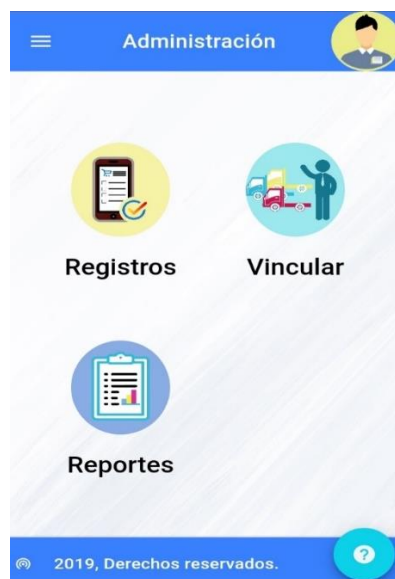 Administración
Registros
Vincular
Reportes
2019, Derechos reservados.
?